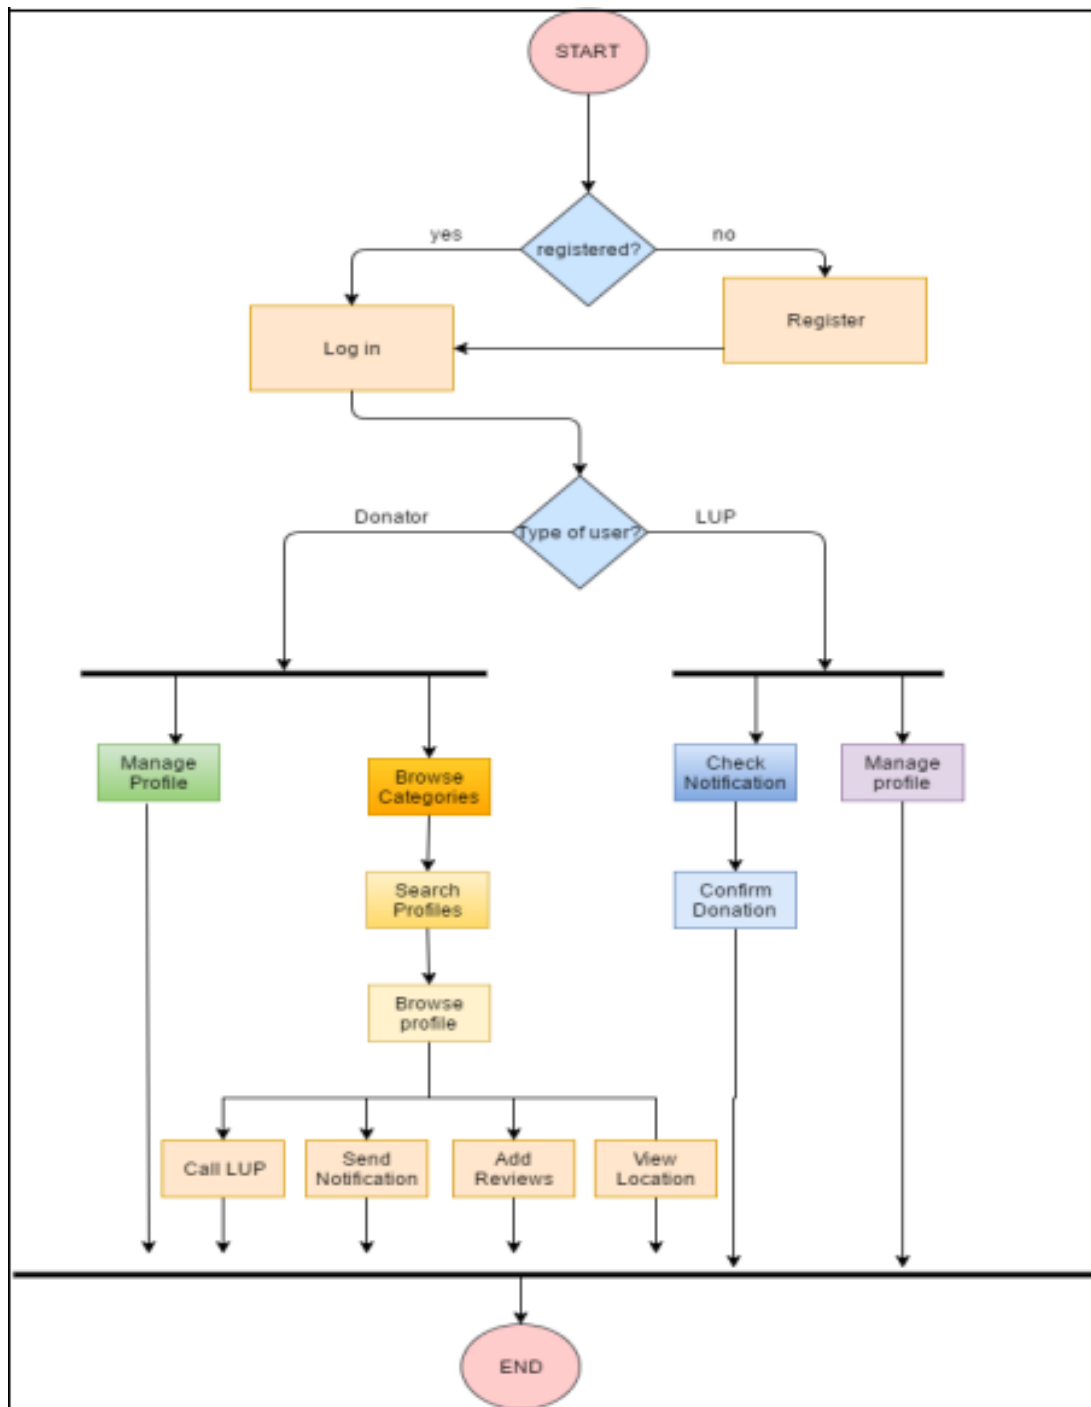 START
registered?
yes
no
Register
Log in
Type of user?
Donator
LUP
Manage
Profile
Browse
Categories
Check
Notification
Manage
profile
Search
Profiles
Confirm
Donation
Browse
profile
Call LUP
Send
Notification
Add
Reviews
View
Location
END